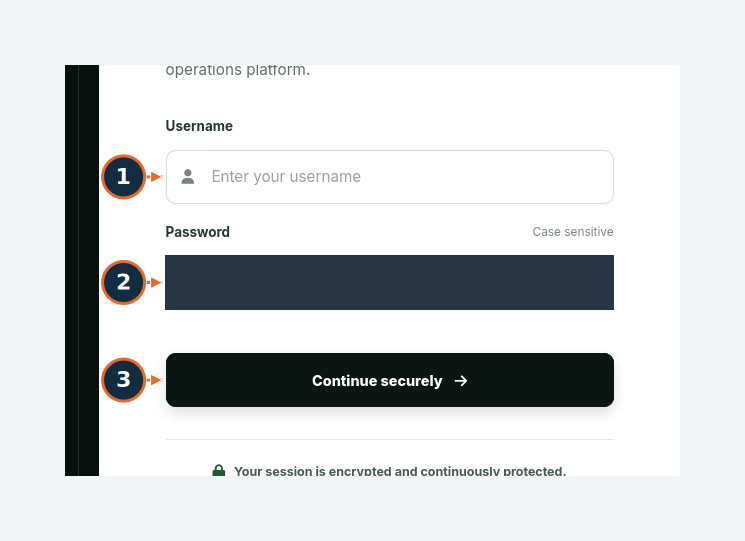 operations platform.
Username
1
Enter your username
Password Case sensitive
2
3
Continue securely →
Your session is encrypted and continuously protected.